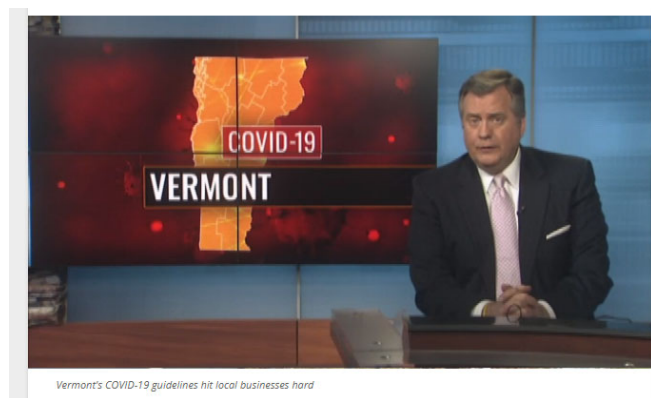 COVID-19
VERMONT
Vermont's COVID-19 guidelines hit local businesses hard